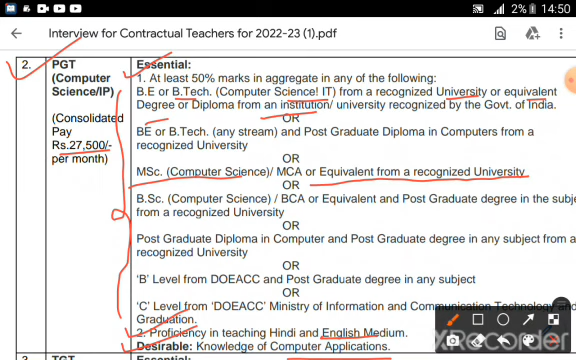 2% 14:50
Interview for Contractual Teachers for 2022-23 (1).pdf
2. PGT Essential:
(Computer 1. At least 50% marks in aggregate in any of the following:
Science/IP) B.E or B.Tech. (Computer Science! IT) from a recognized University or equivalent
Degree or Diploma from an institution/ university recognized by the Govt. of India.
(Consolidated OR
Pay BE or B.Tech. (any stream) and Post Graduate Diploma in Computers from a
Rs.27,500/- recognized University
per month) OR
MSc. (Computer Science)/ MCA or Equivalent from a recognized University
OR
B.Sc. (Computer Science) / BCA or Equivalent and Post Graduate degree in the subje
from a recognized University
OR
Post Graduate Diploma in Computer and Post Graduate degree in any subject from a
recognized University
OR
'B' Level from DOEACC and Post Graduate degree in any subject
OR
'C' Level from 'DOEACC' Ministry of Information and Communication Technology and
Graduation.
2. Proficiency in teaching Hindi and English Medium.
Desirable: Knowledge of Computer Applications.
3 TGT Essential: